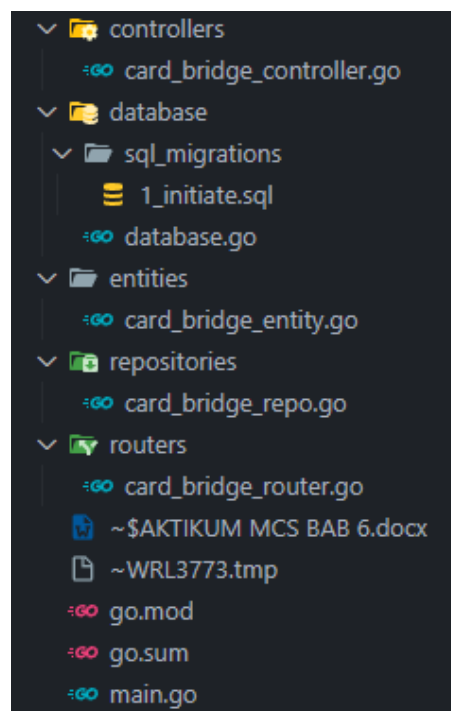 controllers
card_bridge_controller.go
database
sql_migrations
1_initiate.sql
database.go
entities
card_bridge_entity.go
repositories
card_bridge_repo.go
routers
card_bridge_router.go
~$AKTIKUM MCS BAB 6.docx
~WRL3773.tmp
go.mod
go.sum
main.go